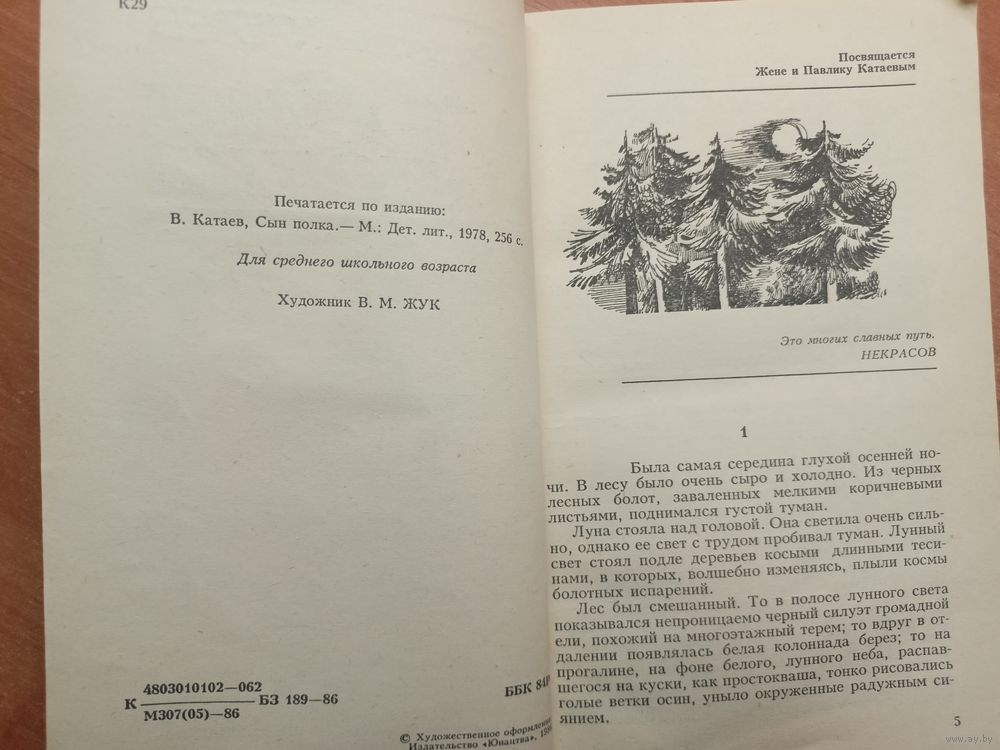 К29
Печатается по изданию:
В. Катаев, Сын полка.— М.: Дет. лит., 1978, 256 с.
Для среднего школьного возраста
Художник В. М. ЖУК
4803010102—062
К БЗ 189—86
М307(05)—86
ББК 84Р
© Художественное оформление
Издательство «Юнацтва», 198
Посвящается
Жене и Павлику Катаевым
Это многих славных путь.
НЕКРАСОВ
1
Была самая середина глухой осенней но-
чи. В лесу было очень сыро и холодно. Из черных
лесных болот, заваленных мелкими коричневыми
листьями, поднимался густой туман.
Луна стояла над головой. Она светила очень силь-
но, однако ее свет с трудом пробивал туман. Лунный
свет стоял подле деревьев косыми длинными теси-
нами, в которых, волшебно изменяясь, плыли космы
болотных испарений.
Лес был смешанный. То в полосе лунного света
показывался непроницаемо черный силуэт громадной
ели, похожий на многоэтажный терем; то вдруг в от-
далении появлялась белая колоннада берез; то на
прогалине, на фоне белого, лунного неба, распав-
шегося на куски, как простокваша, тонко рисовались
голые ветки осин, уныло окруженные радужным си-
янием.
5
www.ay.by